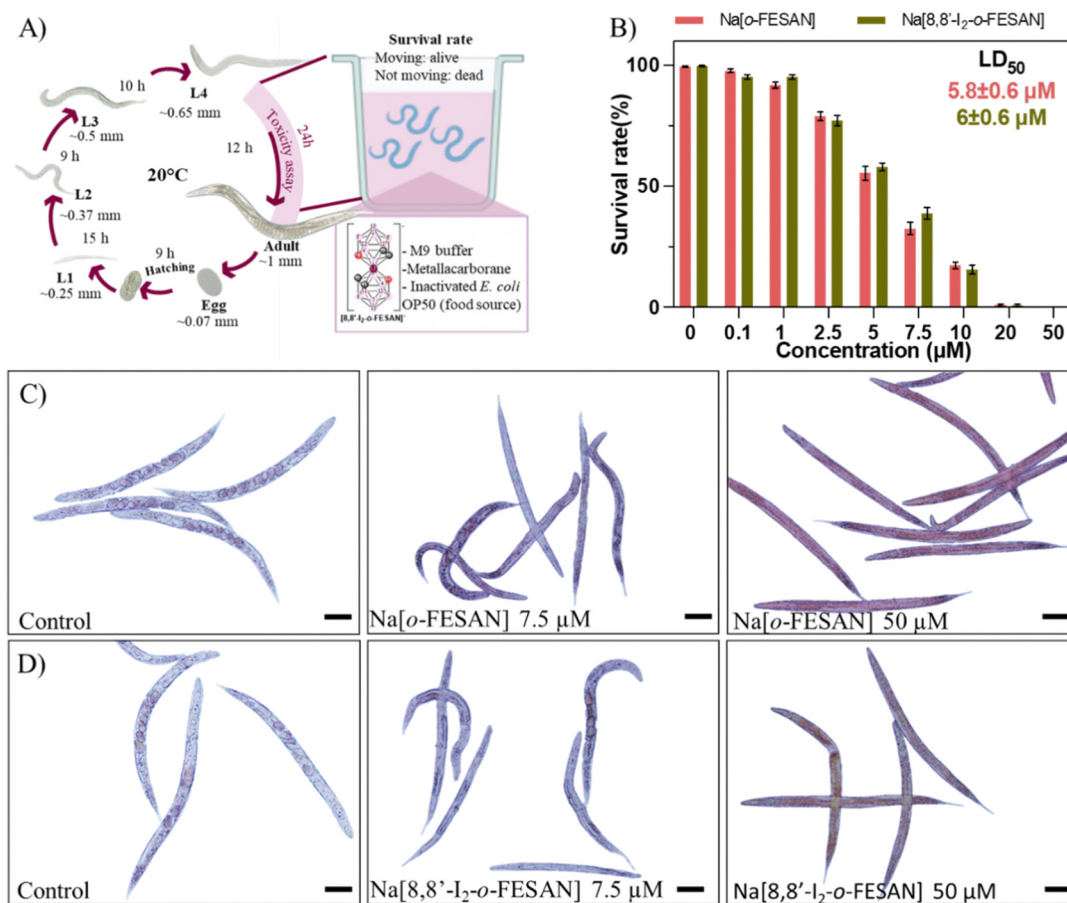 A)
10 h
L4
~0.65 mm
L3
~0.5 mm
9 h
L2
~0.37 mm
15 h
L1
~0.25 mm
9 h
Hatching
Egg
~0.07 mm
Adult
~1 mm
20°C
12 h
24h
Toxicity assay
Survival rate
Moving: alive
Not moving: dead
- M9 buffer
-Metallacarborane
- Inactivated E. coli
OP50 (food source)
[8,8'-I₂-o-FESAN]⁻
B)
Na[o-FESAN]
Na[8,8'-I₂-o-FESAN]
LD₅₀
5.8±0.6 µM
6±0.6 µM
Survival rate(%)
100
50
0
0 0.1 1 2.5 5 7.5 10 20 50
Concentration (µM)
C)
Control
Na[o-FESAN] 7.5 µM
Na[o-FESAN] 50 µM
D)
Control
Na[8,8’-I₂-o-FESAN] 7.5 µM
Na[8,8’-I₂-o-FESAN] 50 µM